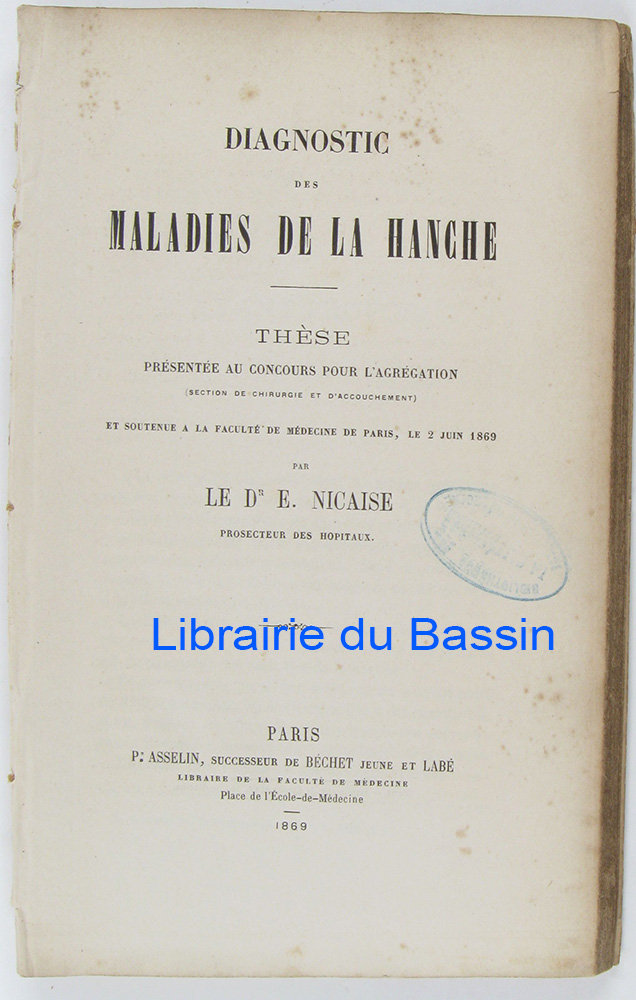 DIAGNOSTIC
DES
MALADIES DE LA HANCHE
THÈSE
PRÉSENTÉE AU CONCOURS POUR L'AGRÉGATION
(SECTION DE CHIRURGIE ET D'ACCOUCHEMENT)
ET SOUTENUE A LA FACULTÉ DE MÉDECINE DE PARIS, LE 2 JUIN 1869
PAR
LE Dr E. NICAISE
PROSECTEUR DES HOPITAUX.
Librairie du Bassin
PARIS
P. ASSELIN, SUCCESSEUR DE BÉCHET JEUNE ET LABÉ
LIBRAIRE DE LA FACULTÉ DE MÉDECINE
Place de l'École-de-Médecine
1869